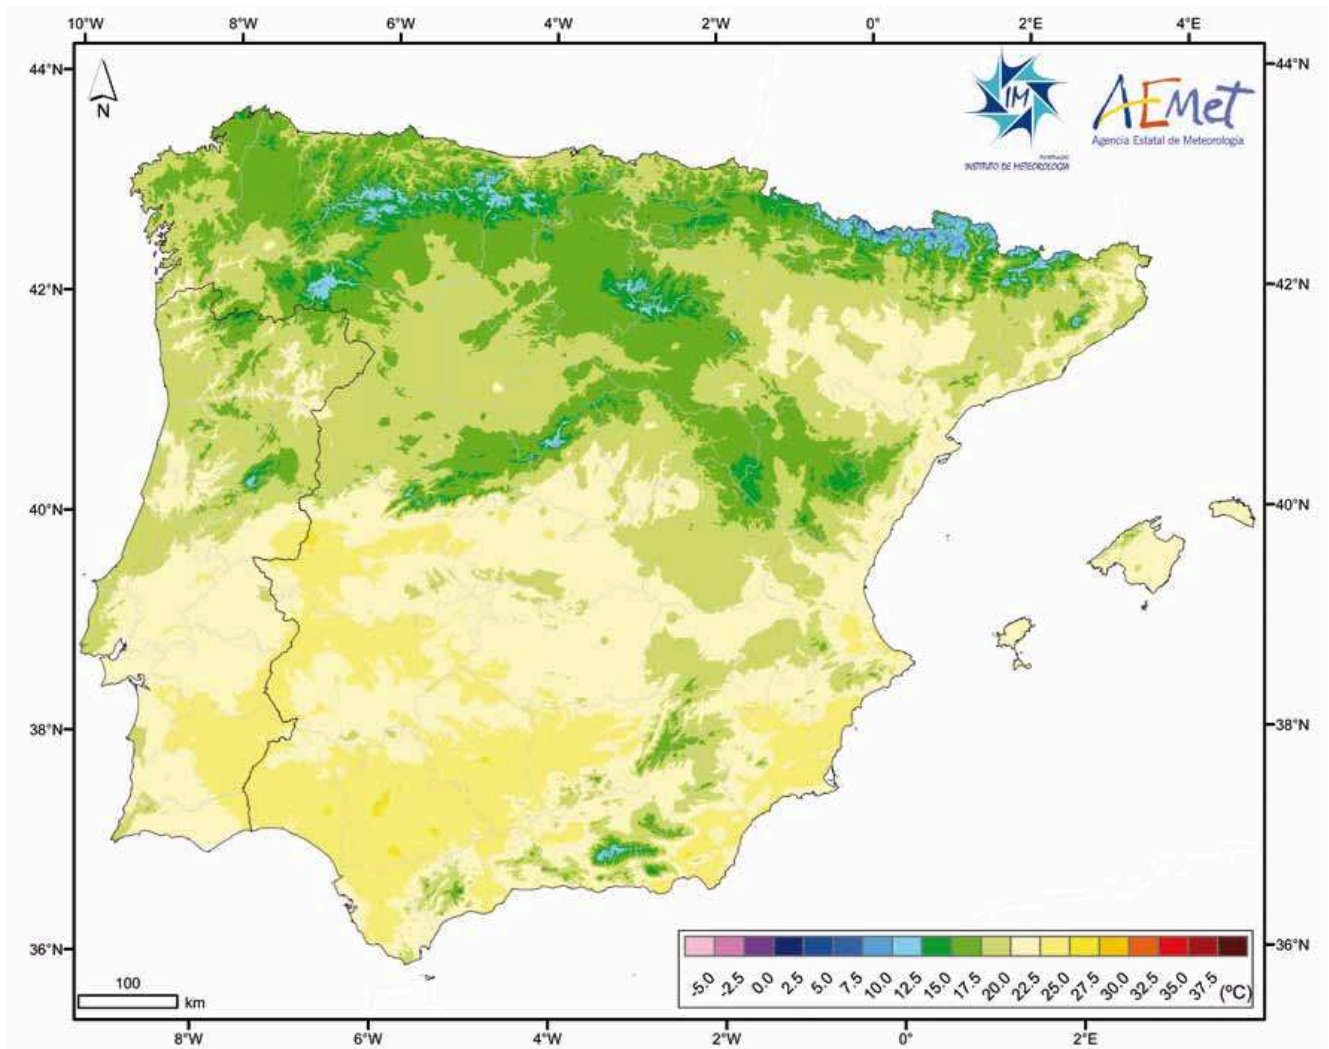 10°W 8°W 6°W 4°W 2°W 0° 2°E 4°E
44°N 44°N
N
IM
AEMet
Agencia Estatal de Meteorología
INSTITUTO DE METEOROLOGIA
42°N 42°N
40°N 40°N
38°N 38°N
36°N 36°N
-5.0 -2.5 0.0 2.5 5.0 7.5 10.0 12.5 15.0 17.5 20.0 22.5 25.0 27.5 30.0 32.5 35.0 37.5 (°C)
100
km
8°W 6°W 4°W 2°W 0° 2°E